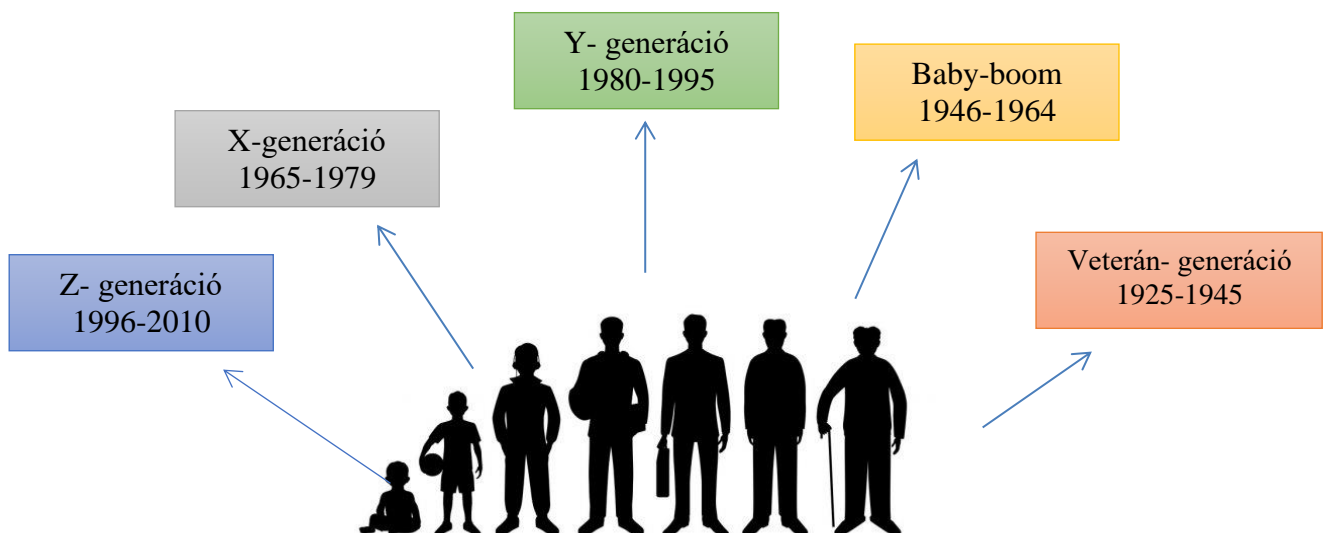 Y- generáció
1980-1995
Baby-boom
1946-1964
X-generáció
1965-1979
Veterán- generáció
1925-1945
Z- generáció
1996-2010